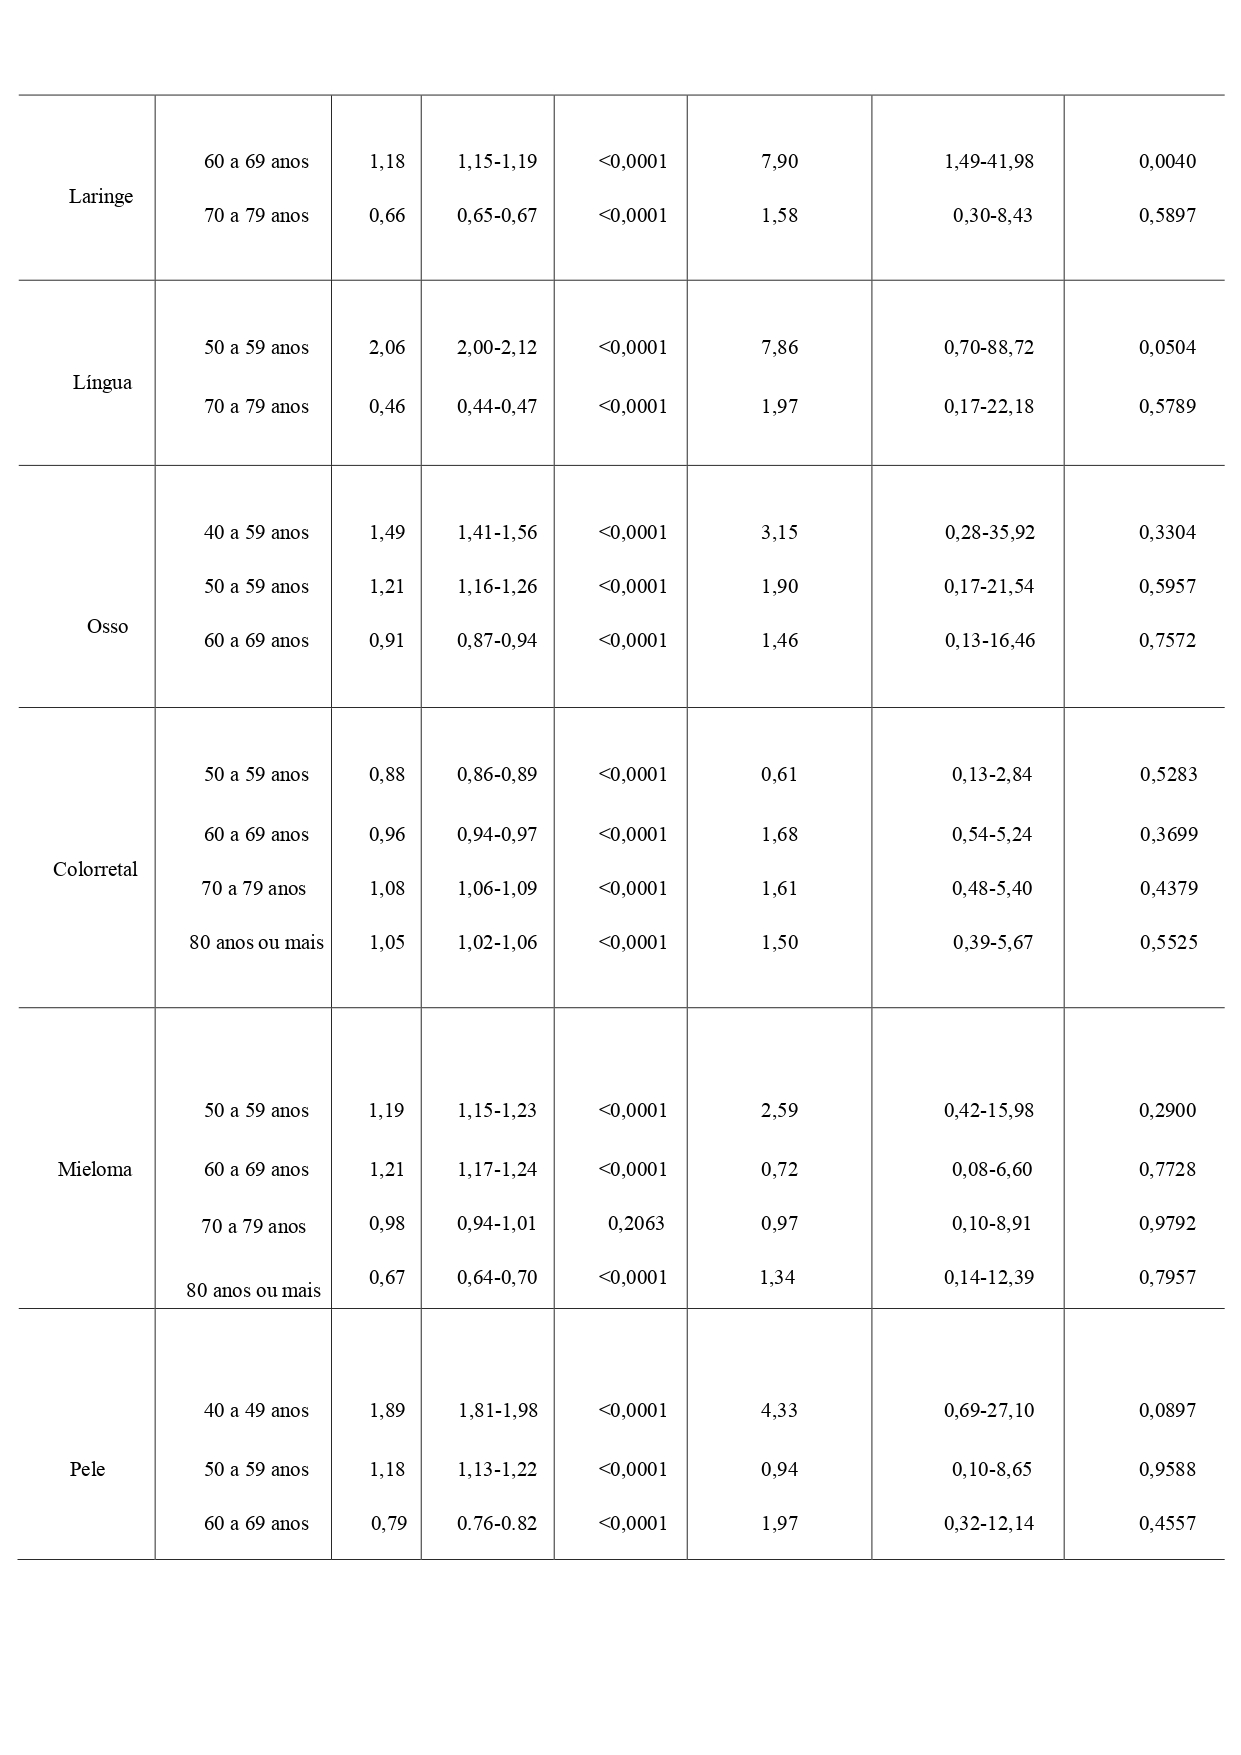 60 a 69 anos 1,18 1,15-1,19 <0,0001 7,90 1,49-41,98 0,0040
Laringe
70 a 79 anos 0,66 0,65-0,67 <0,0001 1,58 0,30-8,43 0,5897
50 a 59 anos 2,06 2,00-2,12 <0,0001 7,86 0,70-88,72 0,0504
Língua
70 a 79 anos 0,46 0,44-0,47 <0,0001 1,97 0,17-22,18 0,5789
40 a 59 anos 1,49 1,41-1,56 <0,0001 3,15 0,28-35,92 0,3304
50 a 59 anos 1,21 1,16-1,26 <0,0001 1,90 0,17-21,54 0,5957
Osso
60 a 69 anos 0,91 0,87-0,94 <0,0001 1,46 0,13-16,46 0,7572
50 a 59 anos 0,88 0,86-0,89 <0,0001 0,61 0,13-2,84 0,5283
60 a 69 anos 0,96 0,94-0,97 <0,0001 1,68 0,54-5,24 0,3699
Colorretal
70 a 79 anos 1,08 1,06-1,09 <0,0001 1,61 0,48-5,40 0,4379
80 anos ou mais 1,05 1,02-1,06 <0,0001 1,50 0,39-5,67 0,5525
50 a 59 anos 1,19 1,15-1,23 <0,0001 2,59 0,42-15,98 0,2900
Mieloma 60 a 69 anos 1,21 1,17-1,24 <0,0001 0,72 0,08-6,60 0,7728
70 a 79 anos 0,98 0,94-1,01 0,2063 0,97 0,10-8,91 0,9792
80 anos ou mais 0,67 0,64-0,70 <0,0001 1,34 0,14-12,39 0,7957
40 a 49 anos 1,89 1,81-1,98 <0,0001 4,33 0,69-27,10 0,0897
Pele 50 a 59 anos 1,18 1,13-1,22 <0,0001 0,94 0,10-8,65 0,9588
60 a 69 anos 0,79 0.76-0.82 <0,0001 1,97 0,32-12,14 0,4557